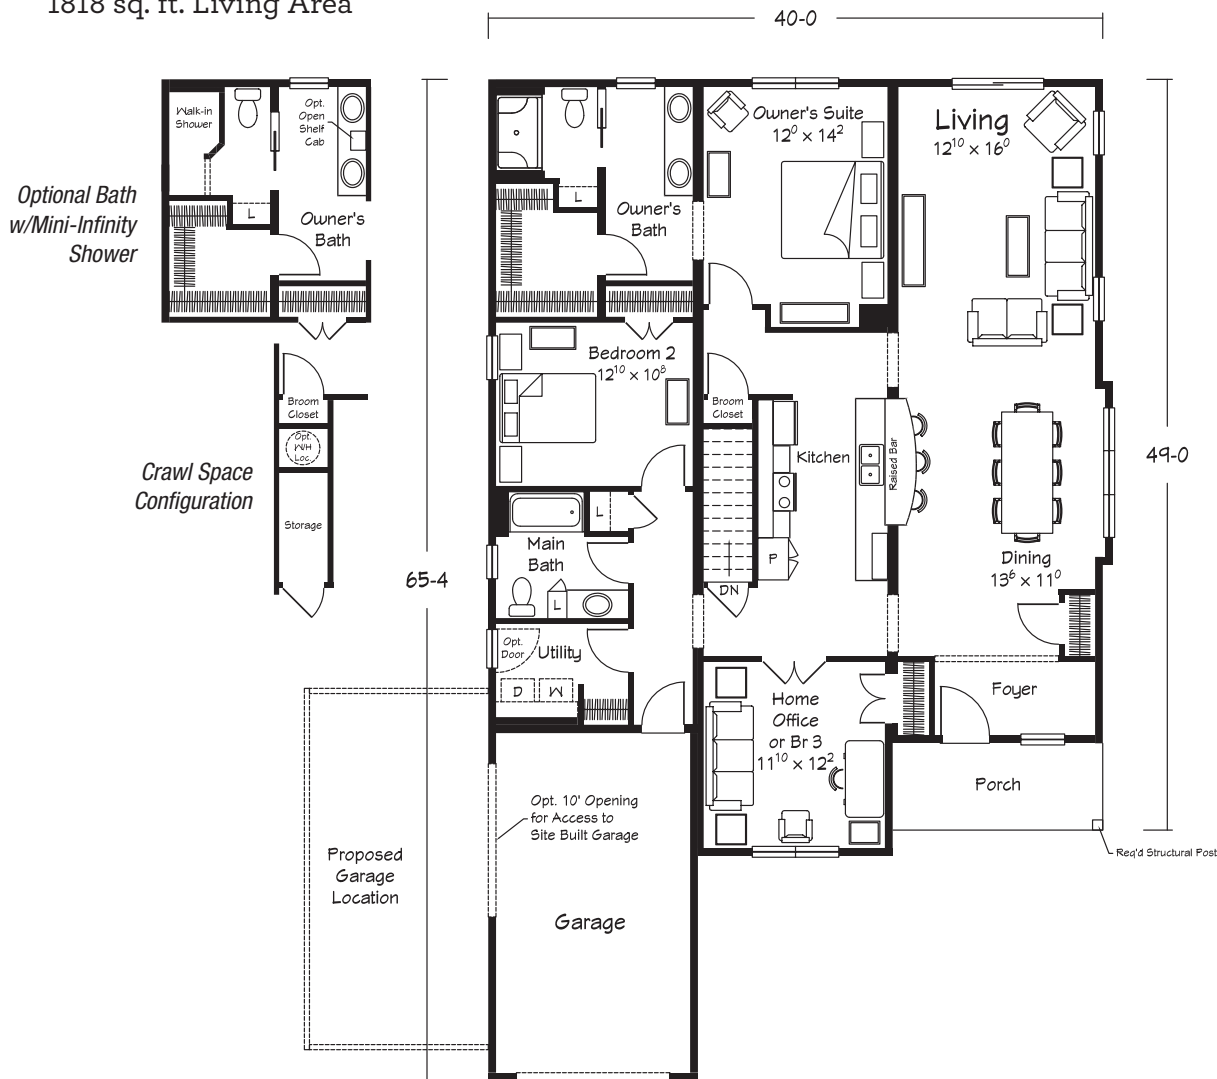 1818 sq. ft. Living Area
40-0
Walk-in
Shower
Opt.
Open
Shelf
Cab
L
Owner's
Bath
Optional Bath
w/Mini-Infinity
Shower
L
Owner's
Bath
Owner's Suite
12⁰ x 14²
Living
12¹⁰ x 16⁰
Bedroom 2
12¹⁰ x 10⁸
Broom
Closet
Opt.
W/H
Loc.
Storage
Crawl Space
Configuration
Broom
Closet
Kitchen
Raised Bar
49-0
65-4
L
Main
Bath
L
P
DN
Dining
13⁶ x 11⁰
Opt.
Door
Utility
D
W
Home
Office
or Br 3
11¹⁰ x 12²
Foyer
Porch
Req'd Structural Post
Opt. 10' Opening
for Access to
Site Built Garage
Proposed
Garage
Location
Garage